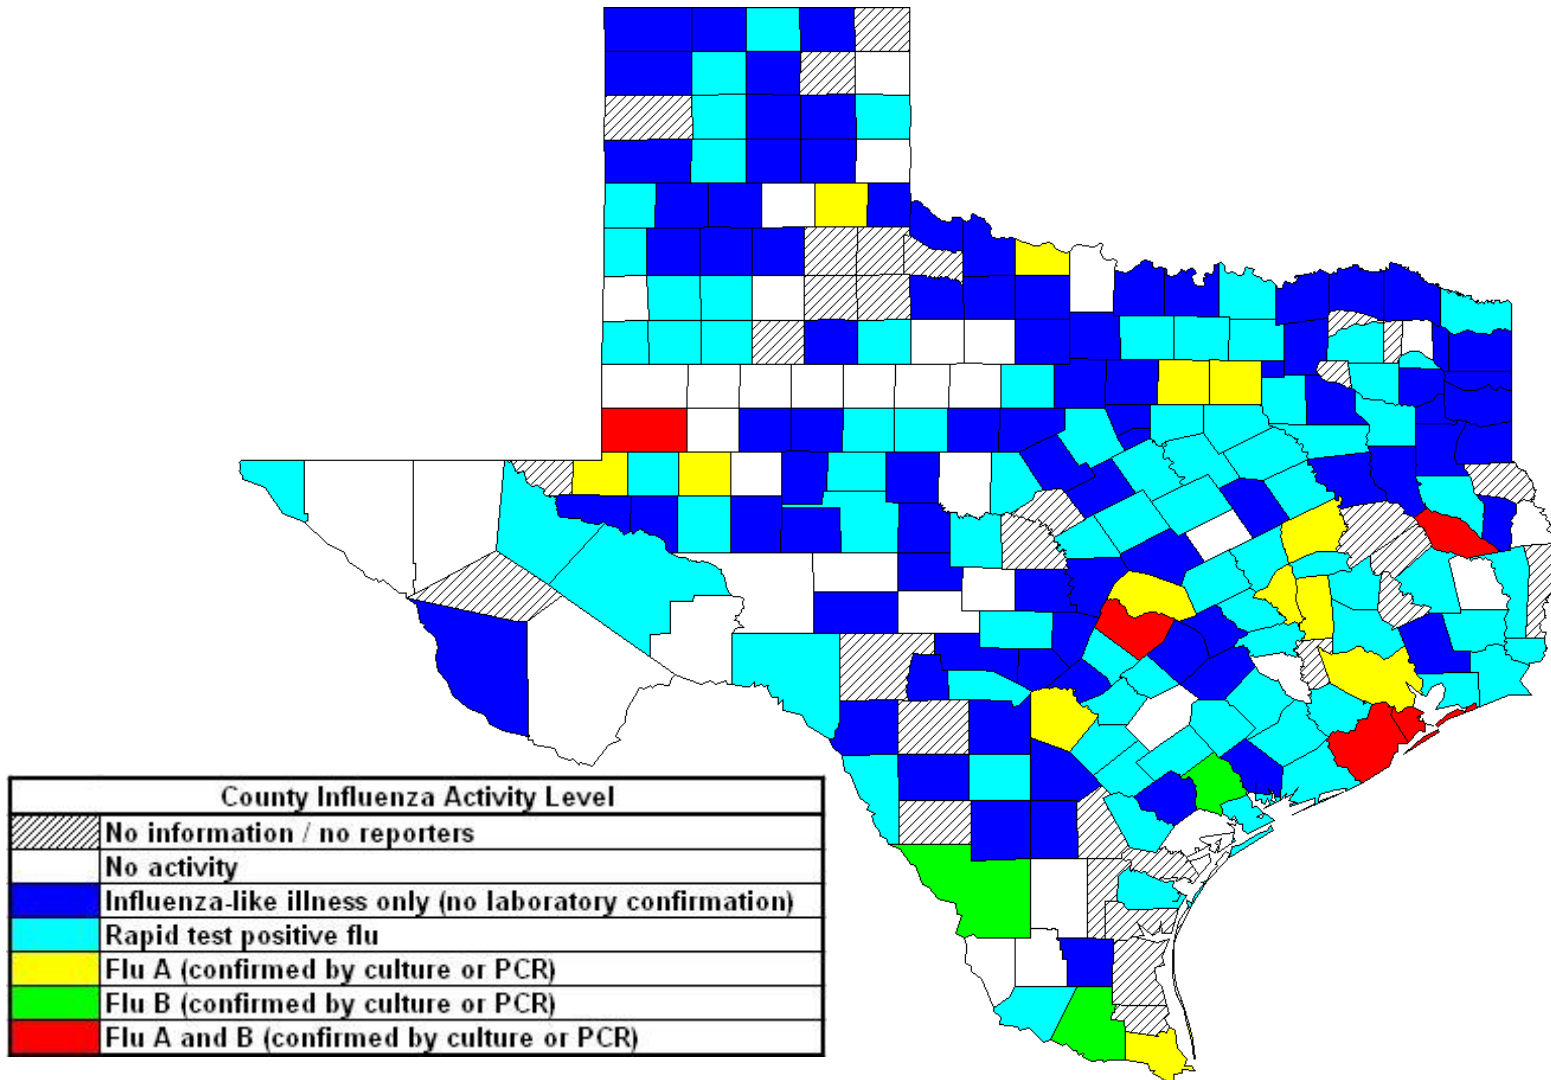 County Influenza Activity Level
No information / no reporters
No activity
Influenza-like illness only (no laboratory confirmation)
Rapid test positive flu
Flu A (confirmed by culture or PCR)
Flu B (confirmed by culture or PCR)
Flu A and B (confirmed by culture or PCR)